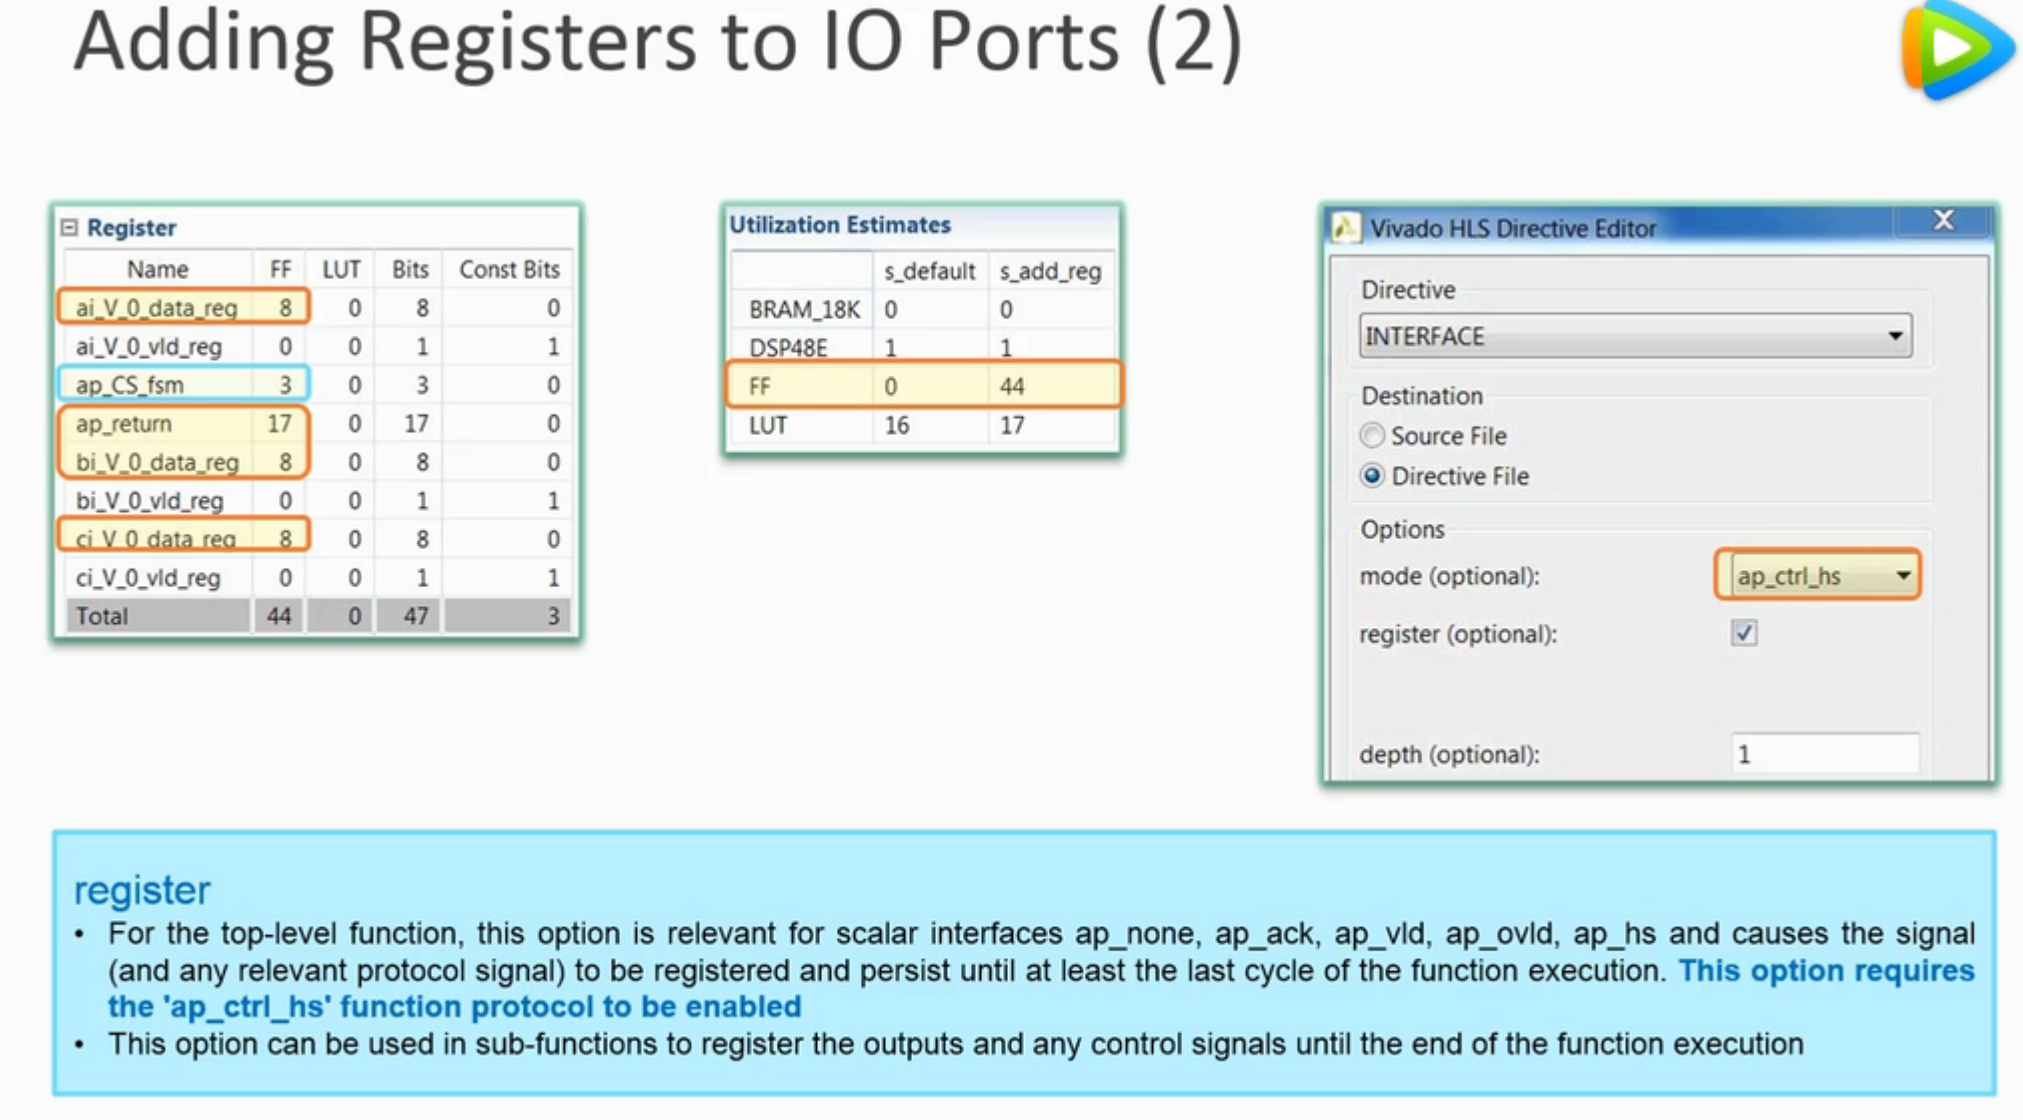 Adding Registers to IO Ports (2)
Register
Name FF LUT Bits Const Bits
ai_V_0_data_reg 8 0 8 0
ai_V_0_vld_reg 0 0 1 1
ap_CS_fsm 3 0 3 0
ap_return 17 0 17 0
bi_V_0_data_reg 8 0 8 0
bi_V_0_vld_reg 0 0 1 1
ci_V_0_data_reg 8 0 8 0
ci_V_0_vld_reg 0 0 1 1
Total 44 0 47 3
Utilization Estimates
s_default s_add_reg
BRAM_18K 0 0
DSP48E 1 1
FF 0 44
LUT 16 17
Vivado HLS Directive Editor
Directive
INTERFACE
Destination
Source File
Directive File
Options
mode (optional): ap_ctrl_hs
register (optional):
depth (optional): 1
register
• For the top-level function, this option is relevant for scalar interfaces ap_none, ap_ack, ap_vld, ap_ovld, ap_hs and causes the signal
(and any relevant protocol signal) to be registered and persist until at least the last cycle of the function execution. This option requires
the 'ap_ctrl_hs' function protocol to be enabled
• This option can be used in sub-functions to register the outputs and any control signals until the end of the function execution